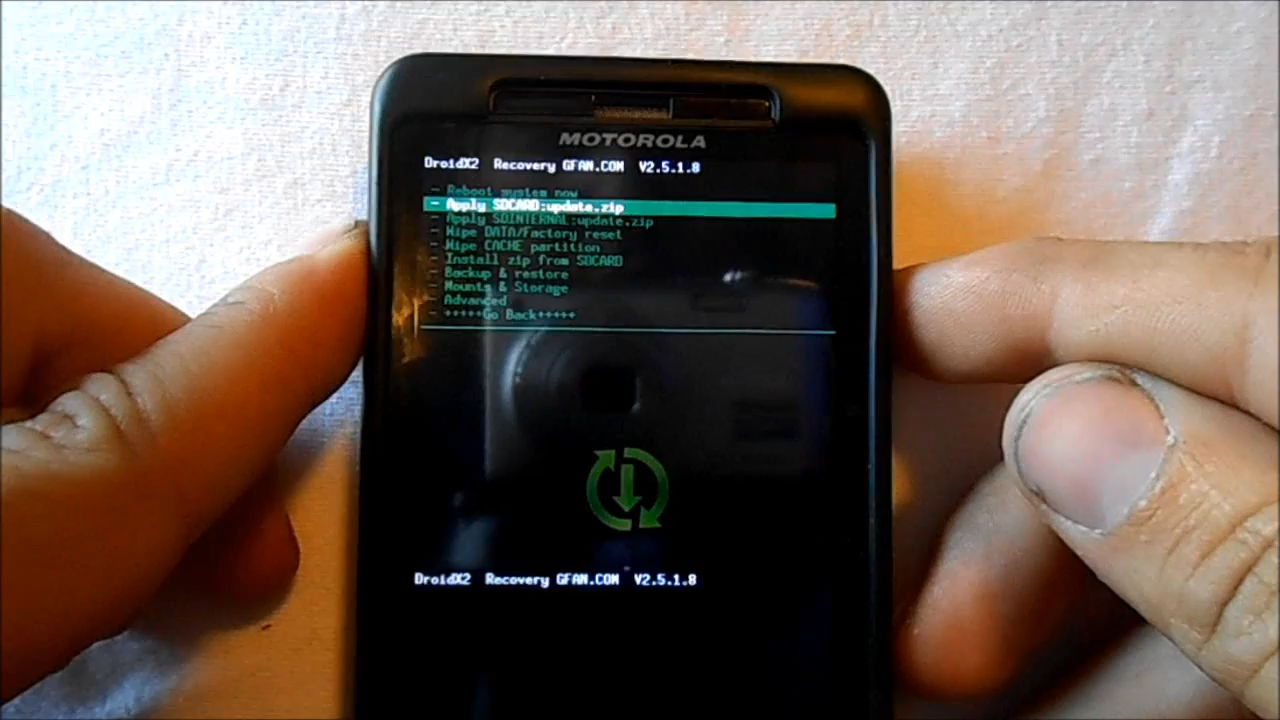 MOTOROLA
DroidX2 Recovery GFAN.COM V2.5.1.8
- Reboot system now
- Apply SDCARD:update.zip
- Apply SDINTERNAL:update.zip
- Wipe DATA/Factory reset
- Wipe CACHE partition
- Install zip from SDCARD
- Backup & restore
- Mounts & Storage
- Advanced
- +++++Go Back+++++
DroidX2 Recovery GFAN.COM V2.5.1.8